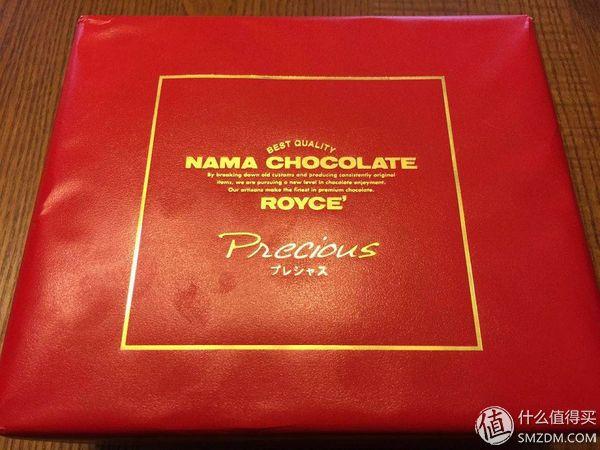 BEST QUALITY
NAMA CHOCOLATE
By breaking down old customs and producing consistently original
items, we are pursuing a new level in chocolate enjoyment.
Our artisans make the finest in premium chocolate.
ROYCE'
Precious
プレシャス
值 什么值得买
SMZDM.COM